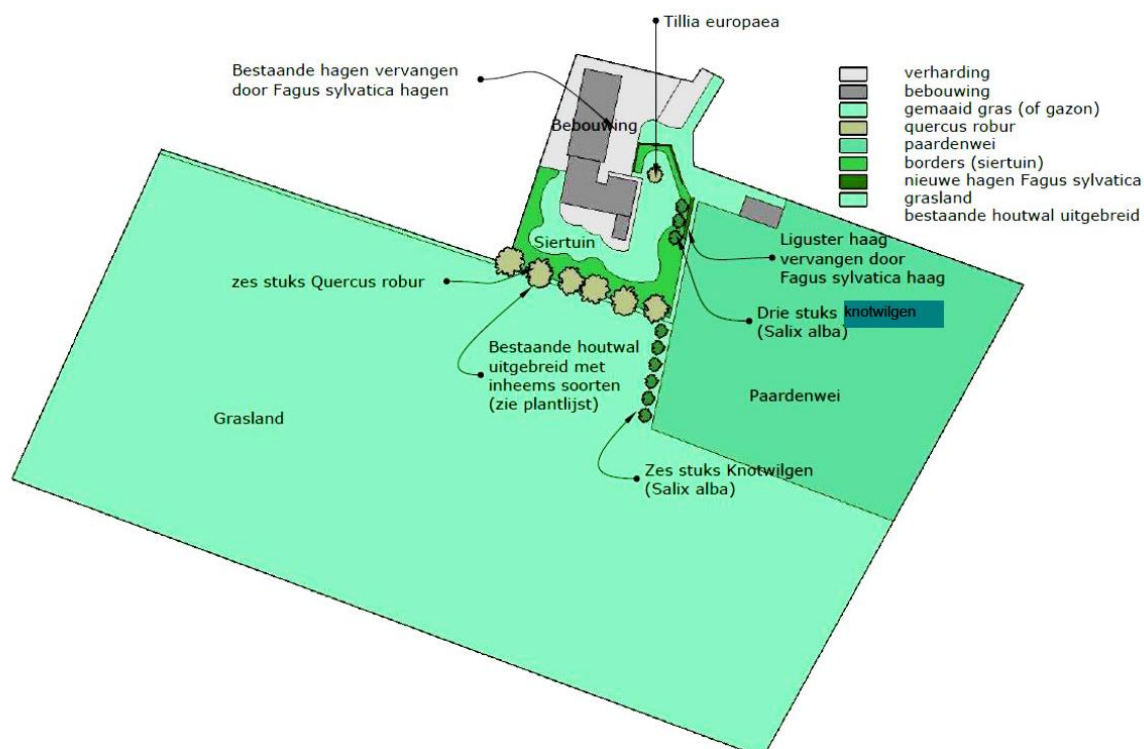 Tillia europaea
Bestaande hagen vervangen
door Fagus sylvatica hagen
Bebouwing
verharding
bebouwing
gemaaid gras (of gazon)
quercus robur
paardenwei
borders (siertuin)
nieuwe hagen Fagus sylvatica
grasland
bestaande houtwal uitgebreid
Siertuin
Liguster haag
vervangen door
Fagus sylvatica haag
zes stuks Quercus robur
Drie stuks knotwilgen
(Salix alba)
Bestaande houtwal
uitgebreid met
inheems soorten
(zie plantlijst)
Paardenwei
Grasland
Zes stuks Knotwilgen
(Salix alba)